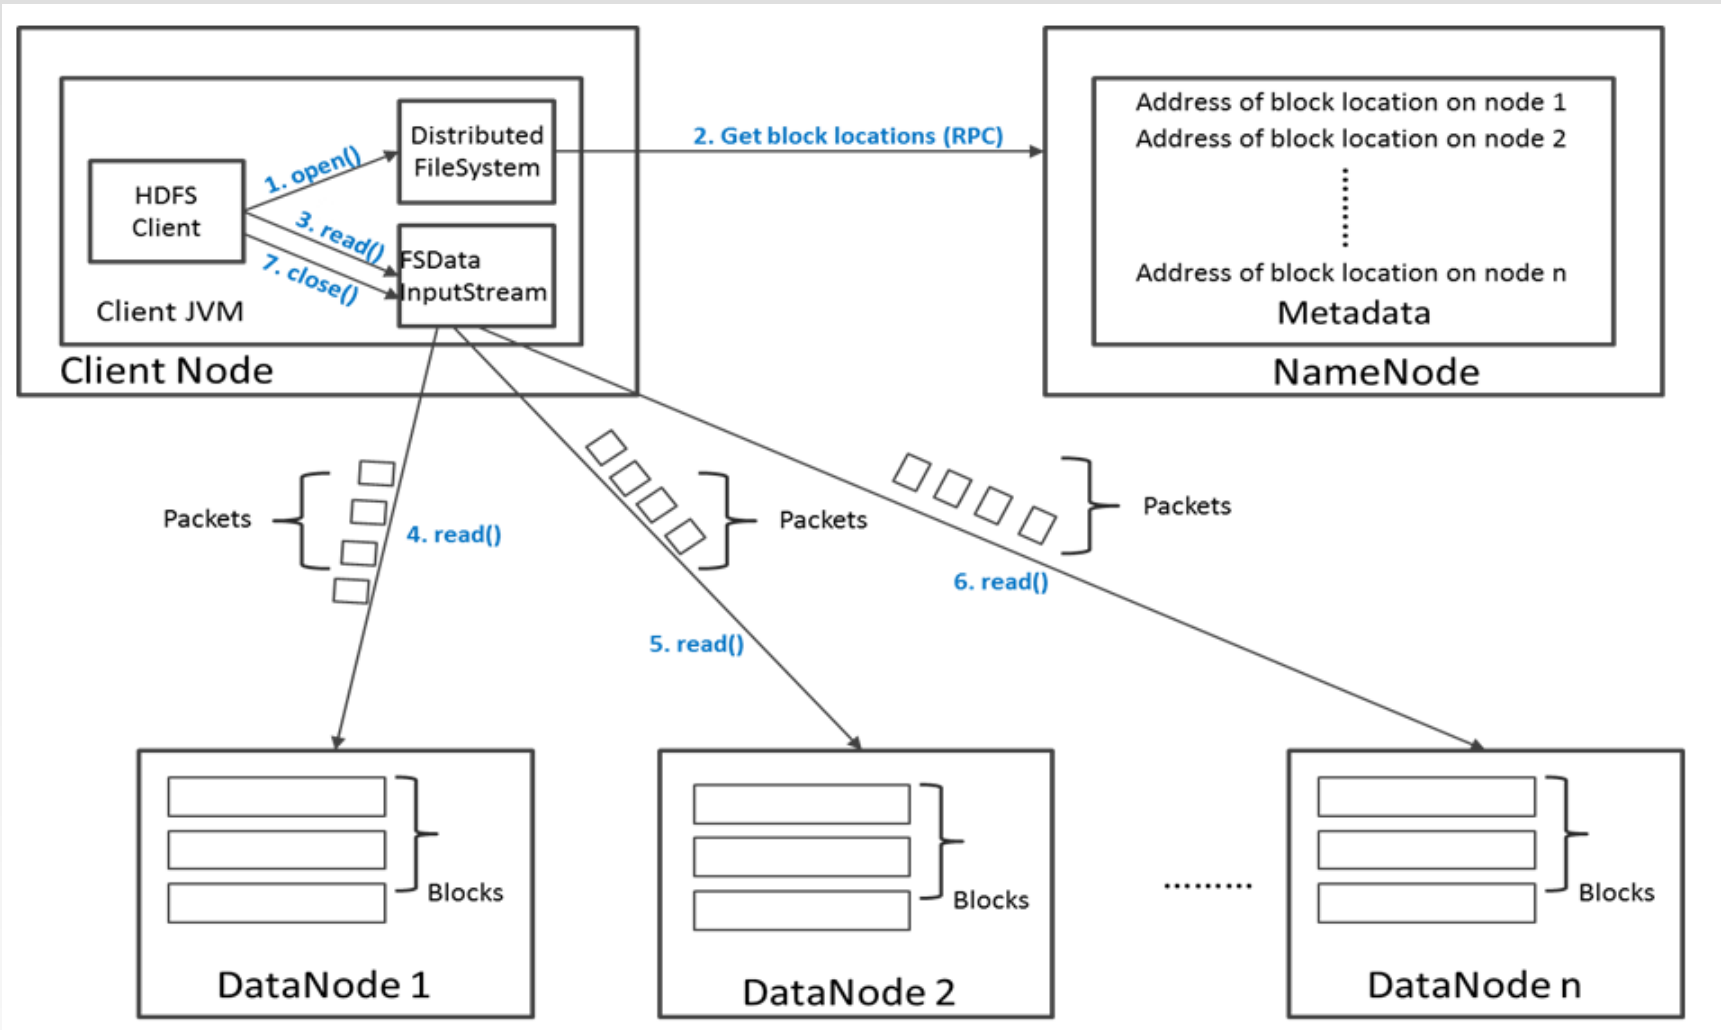 Distributed
FileSystem
2. Get block locations (RPC)
1. open()
HDFS
Client
3. read()
7. close()
FSData
InputStream
Client JVM
Client Node
Address of block location on node 1
Address of block location on node 2
Address of block location on node n
Metadata
NameNode
Packets
4. read()
Packets
5. read()
Packets
6. read()
Blocks
DataNode 1
Blocks
DataNode 2
.........
Blocks
DataNode n